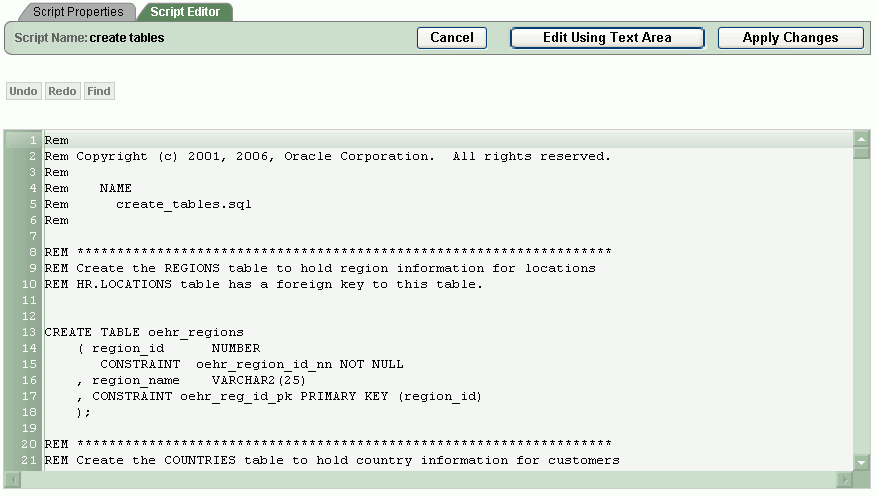 Script Properties Script Editor
Script Name: create tables Cancel Edit Using Text Area Apply Changes
Undo Redo Find
1 Rem
2 Rem Copyright (c) 2001, 2006, Oracle Corporation.  All rights reserved.
3 Rem
4 Rem    NAME
5 Rem      create_tables.sql
6 Rem
7
8 REM *******************************************************************
9 REM Create the REGIONS table to hold region information for locations
10 REM HR.LOCATIONS table has a foreign key to this table.
11
12
13 CREATE TABLE oehr_regions
14     ( region_id      NUMBER
15        CONSTRAINT  oehr_region_id_nn NOT NULL
16     , region_name    VARCHAR2(25)
17     , CONSTRAINT oehr_reg_id_pk PRIMARY KEY (region_id)
18     );
19
20 REM *******************************************************************
21 REM Create the COUNTRIES table to hold country information for customers